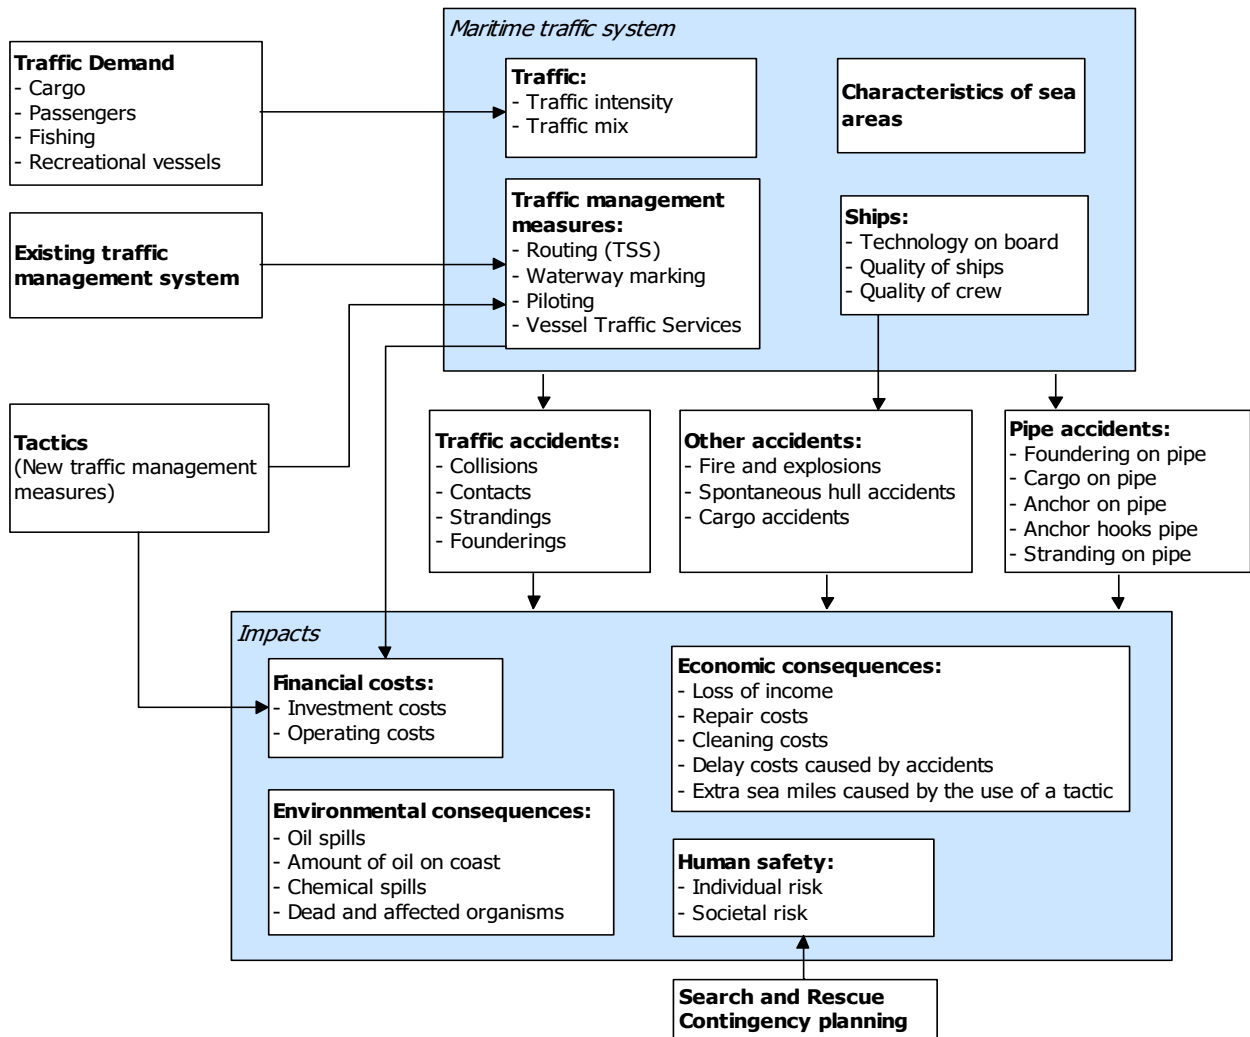 Maritime traffic system
Traffic Demand
- Cargo
- Passengers
- Fishing
- Recreational vessels
Traffic:
- Traffic intensity
- Traffic mix
Characteristics of sea
areas
Existing traffic
management system
Traffic management
measures:
- Routing (TSS)
- Waterway marking
- Piloting
- Vessel Traffic Services
Ships:
- Technology on board
- Quality of ships
- Quality of crew
Tactics
(New traffic management
measures)
Traffic accidents:
- Collisions
- Contacts
- Strandings
- Founderings
Other accidents:
- Fire and explosions
- Spontaneous hull accidents
- Cargo accidents
Pipe accidents:
- Foundering on pipe
- Cargo on pipe
- Anchor on pipe
- Anchor hooks pipe
- Stranding on pipe
Impacts
Financial costs:
- Investment costs
- Operating costs
Economic consequences:
- Loss of income
- Repair costs
- Cleaning costs
- Delay costs caused by accidents
- Extra sea miles caused by the use of a tactic
Environmental consequences:
- Oil spills
- Amount of oil on coast
- Chemical spills
- Dead and affected organisms
Human safety:
- Individual risk
- Societal risk
Search and Rescue
Contingency planning